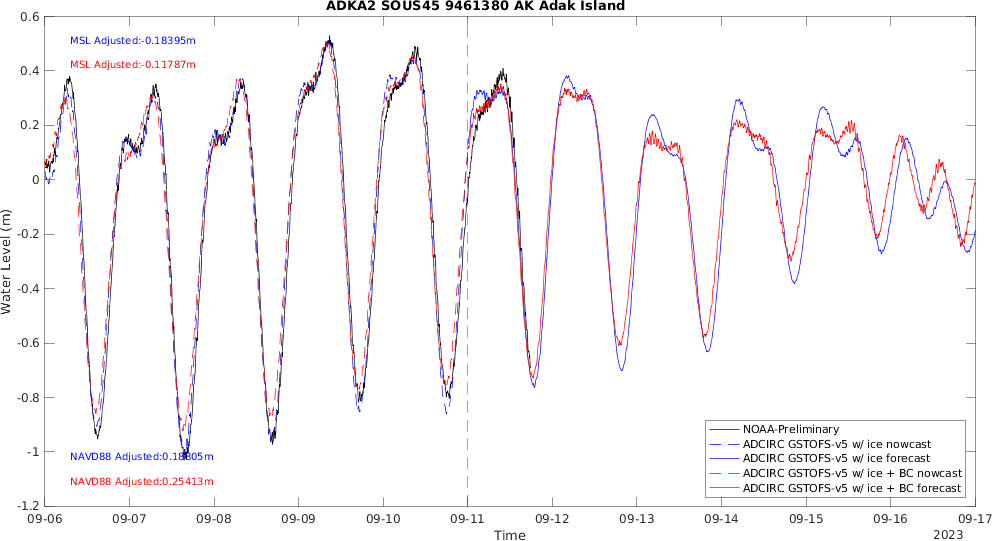 ADKA2 SOUS45 9461380 AK Adak Island
0.6
0.4
0.2
0
-0.2
-0.4
-0.6
-0.8
-1
-1.2
Water Level (m)
MSL Adjusted:-0.18395m
MSL Adjusted:-0.11787m
NAVD88 Adjusted:0.18805m
NAVD88 Adjusted:0.25413m
NOAA-Preliminary
ADCIRC GSTOFS-v5 w/ ice nowcast
ADCIRC GSTOFS-v5 w/ ice forecast
ADCIRC GSTOFS-v5 w/ ice + BC nowcast
ADCIRC GSTOFS-v5 w/ ice + BC forecast
09-06 09-07 09-08 09-09 09-10 09-11 09-12 09-13 09-14 09-15 09-16 09-17
Time
2023